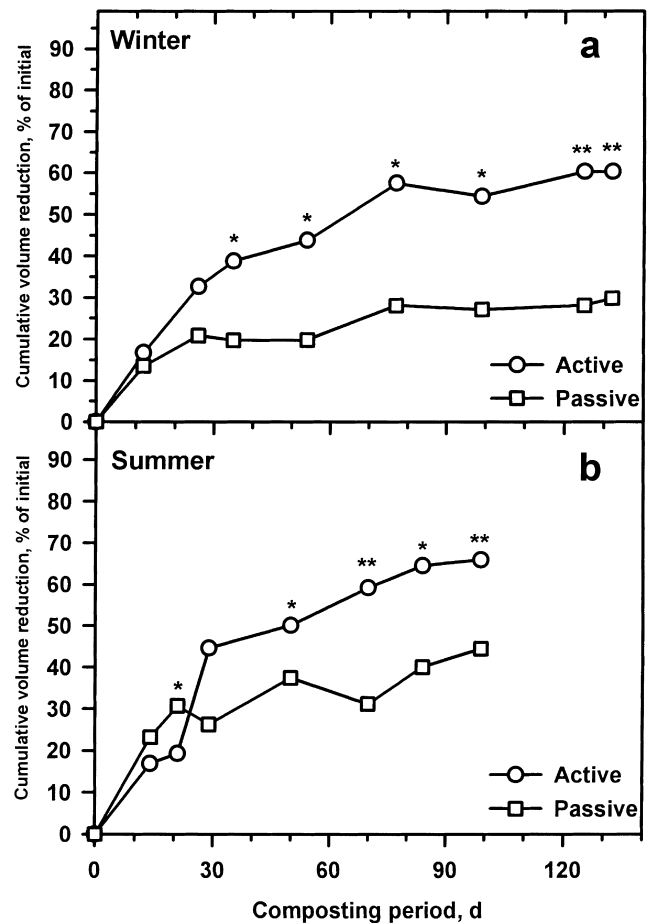 Winter
a
Cumulative volume reduction, % of initial
90
80
70
60
50
40
30
20
10
0
*
*
*
*
**
**
Active
Passive
Summer
b
Cumulative volume reduction, % of initial
90
80
70
60
50
40
30
20
10
0
*
*
**
*
**
Active
Passive
0 30 60 90 120
Composting period, d